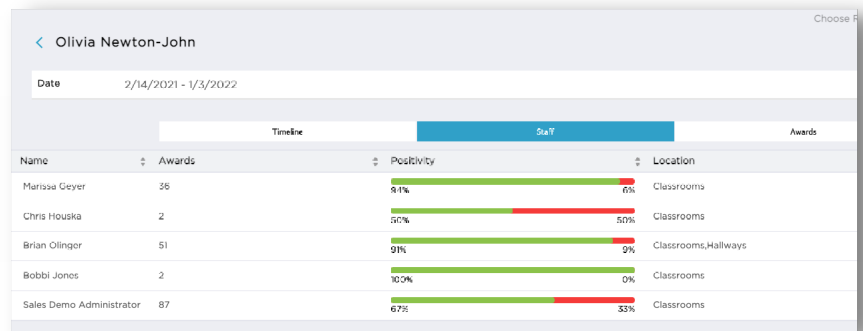 Choose
< Olivia Newton-John
Date 2/14/2021 - 1/3/2022
Timeline Staff Awards
Name Awards Positivity Location
Marissa Geyer 36 94% 6% Classrooms
Chris Houska 2 50% 50% Classrooms
Brian Olinger 51 91% 9% Classrooms,Hallways
Bobbi Jones 2 100% 0% Classrooms
Sales Demo Administrator 87 67% 33% Classrooms